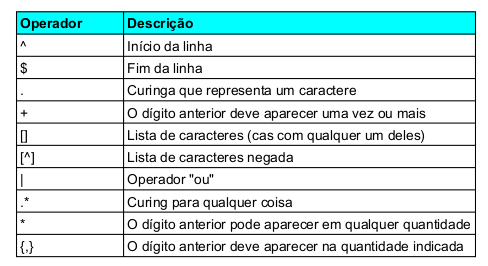 Operador Descrição
^ Início da linha
$ Fim da linha
. Curinga que representa um caractere
+ O dígito anterior deve aparecer uma vez ou mais
[] Lista de caracteres (cas com qualquer um deles)
[^] Lista de caracteres negada
| Operador "ou"
.* Curing para qualquer coisa
* O dígito anterior pode aparecer em qualquer quantidade
{,} O dígito anterior deve aparecer na quantidade indicada